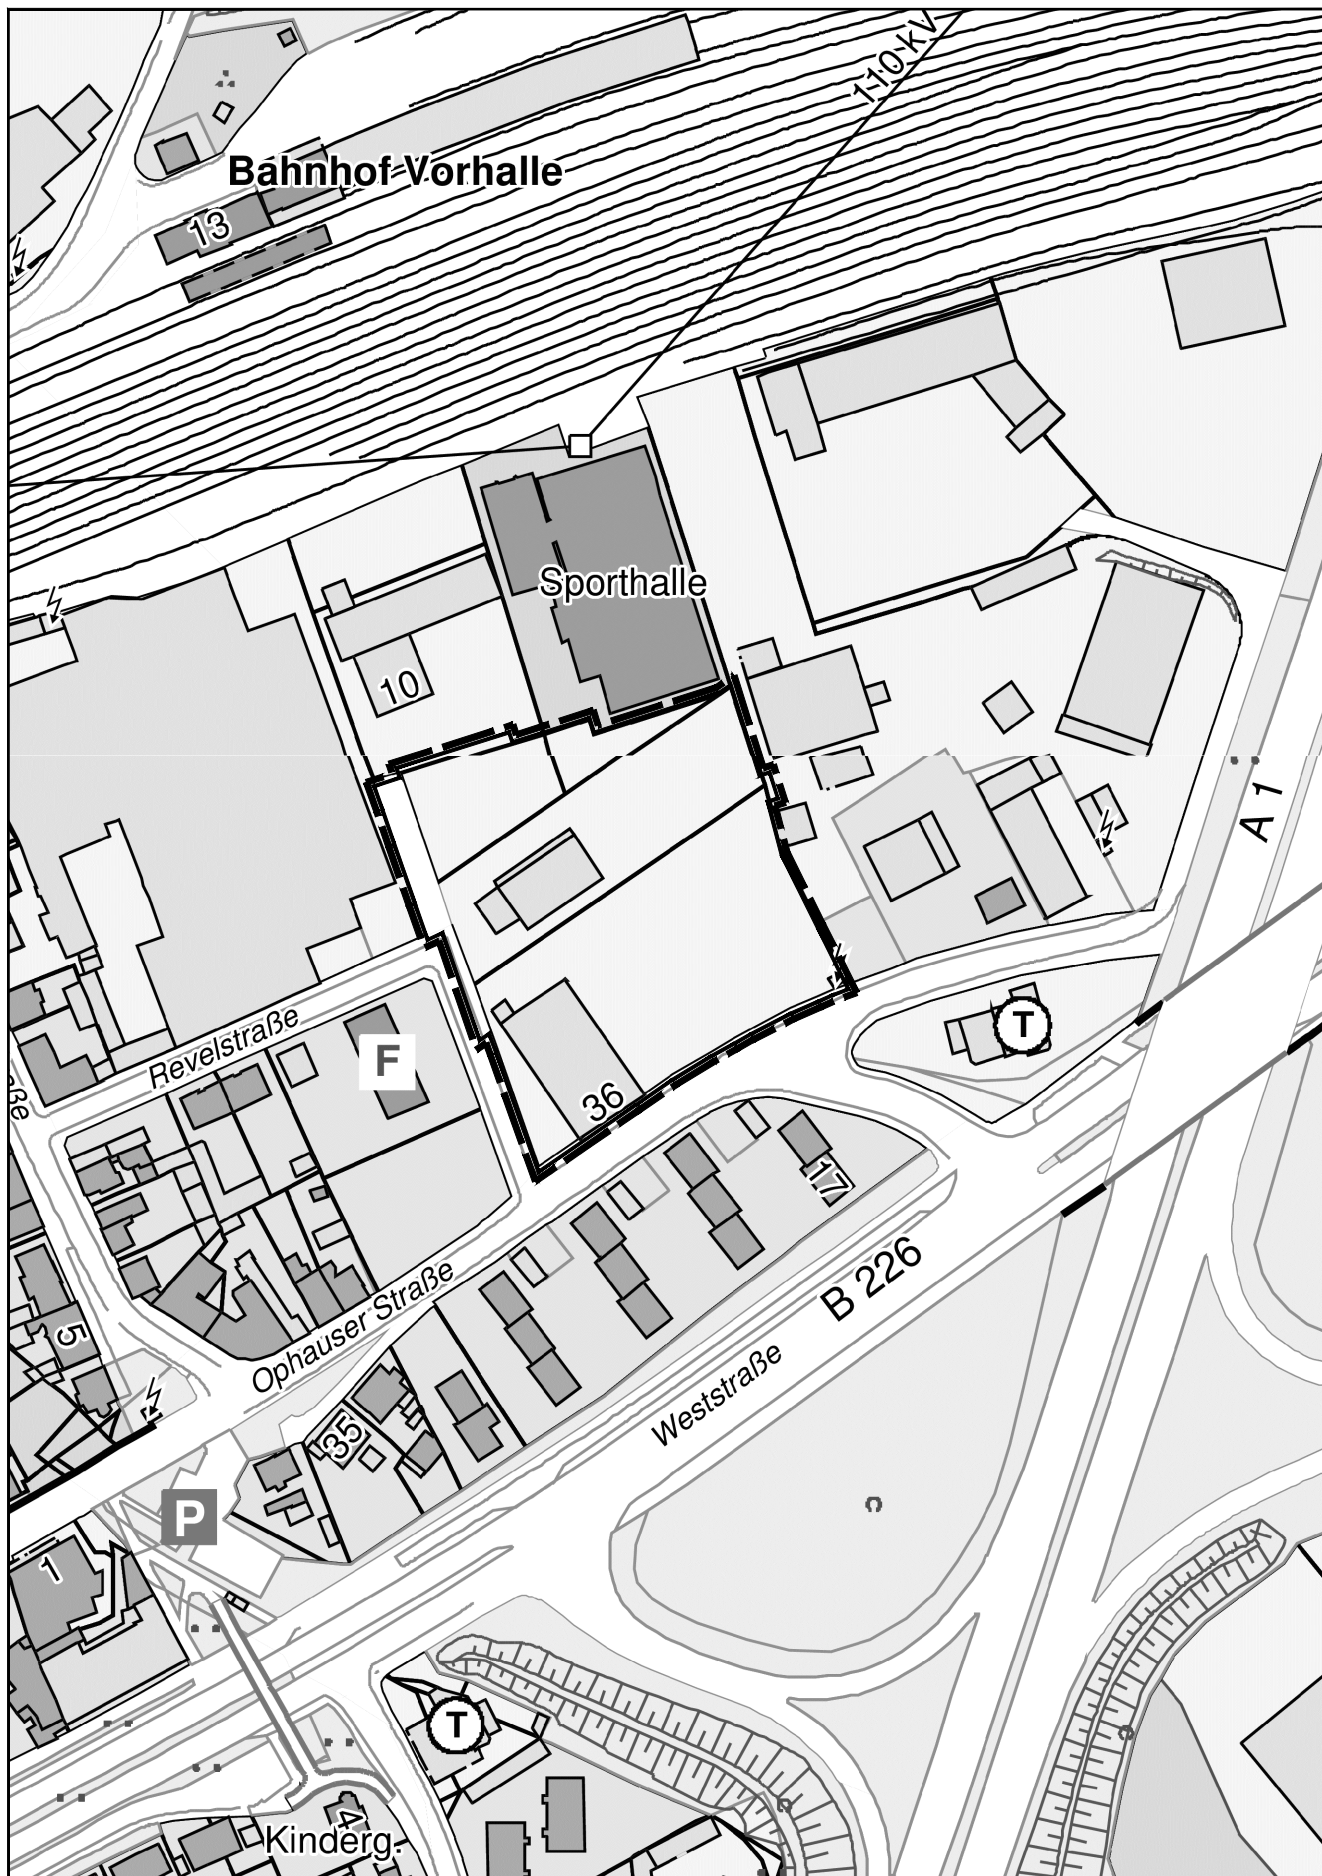 110 kV
Bahnhof Vorhalle
13
Sporthalle
10
A 1
Revelstraße
F
T
36
ße
17
B 226
5
Ophauser Straße
Weststraße
35
P
1
T
4
Kinderg.